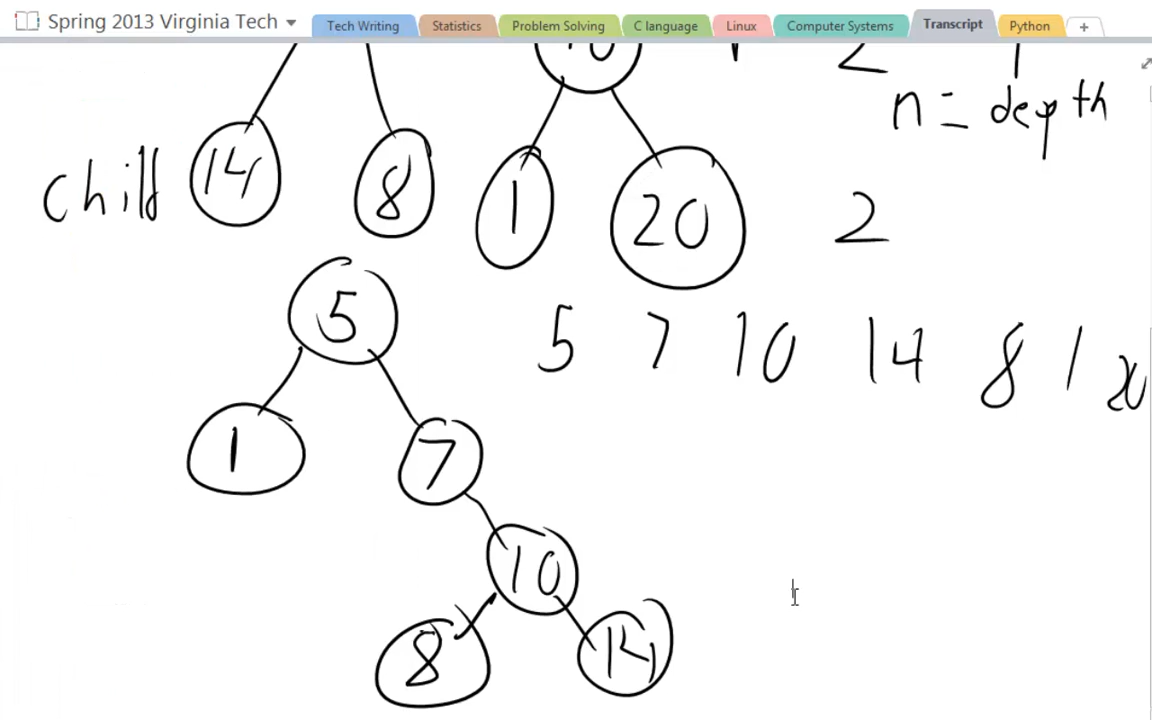 Spring 2013 Virginia Tech
Tech Writing Statistics Problem Solving C language Linux Computer Systems Transcript Python +
n = depth
child 14 8 1 20 2
5 5 7 10 14 8 1 20
1 7
10
8 14